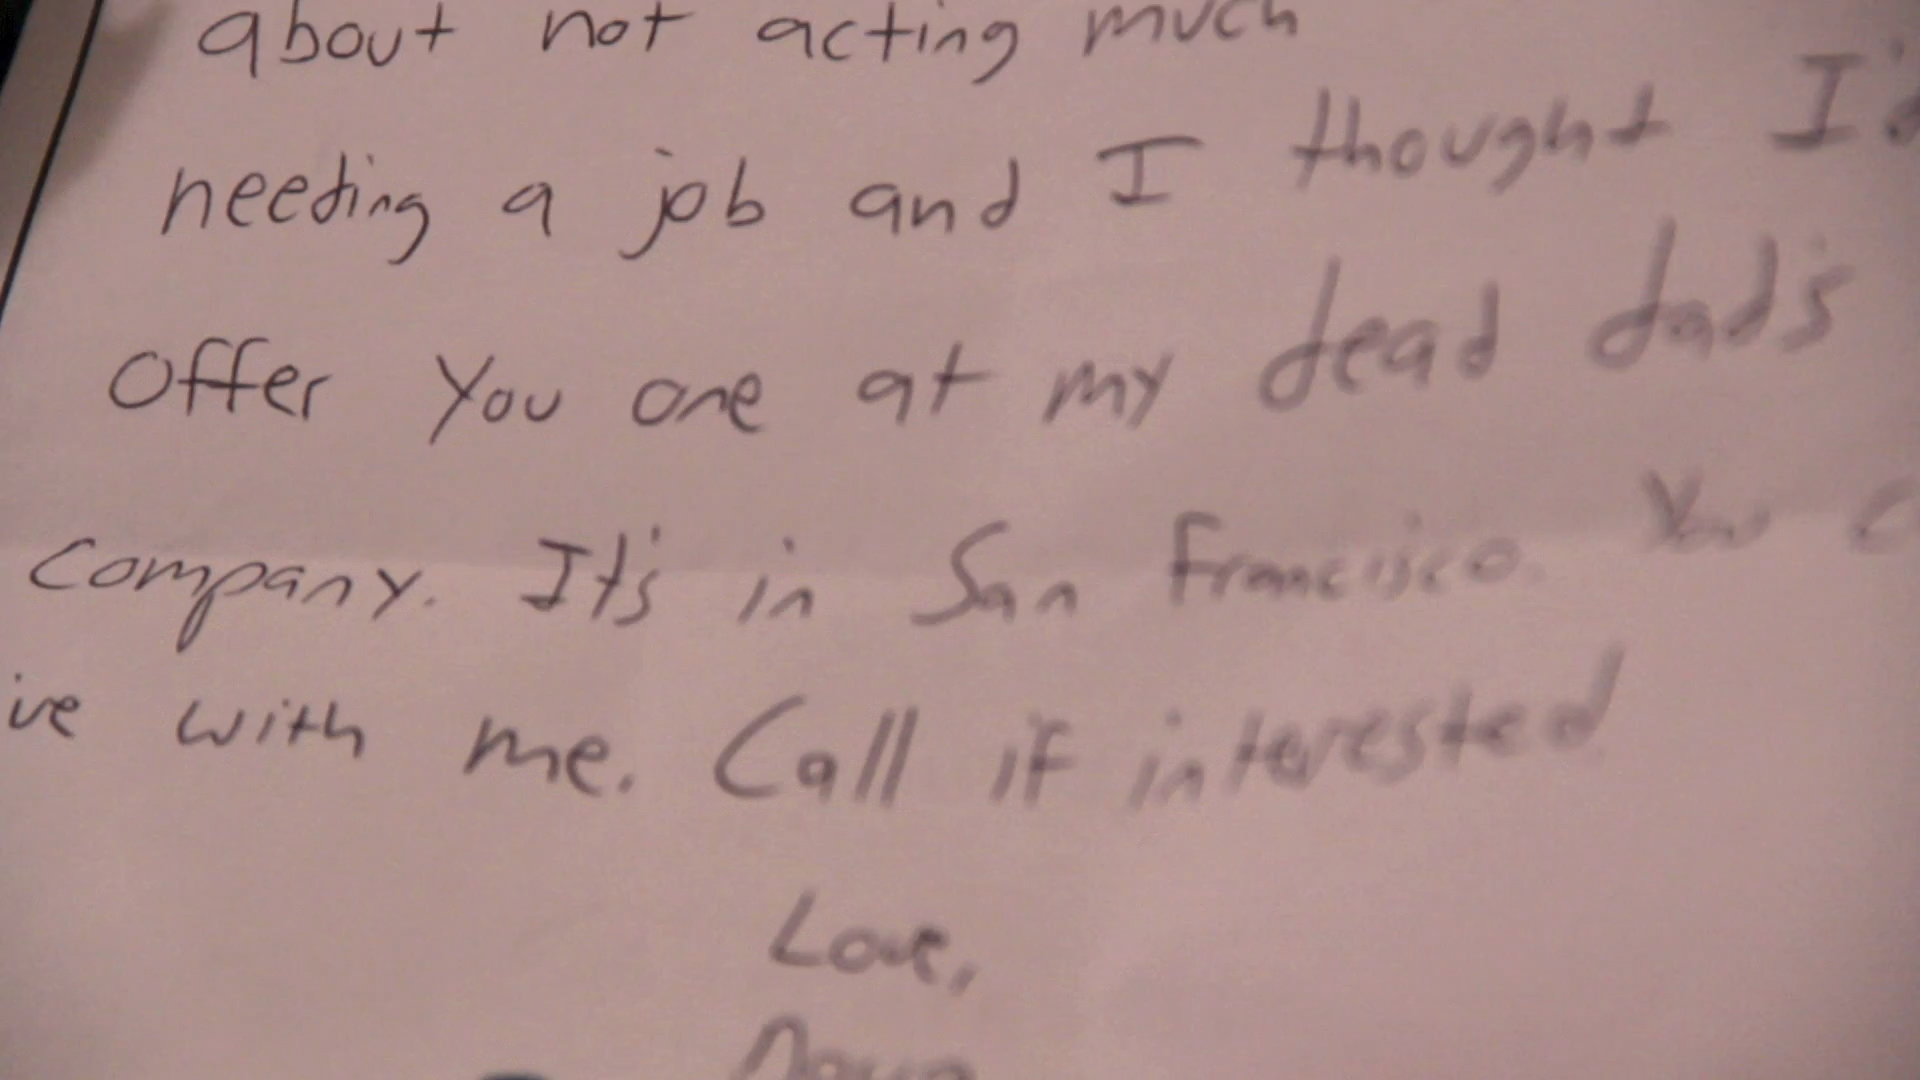 about not acting much
needing a job and I thought I'd
offer You one at my dead dad's
Company. It's in San Francisco. You
ive with me. Call if interested
Love,